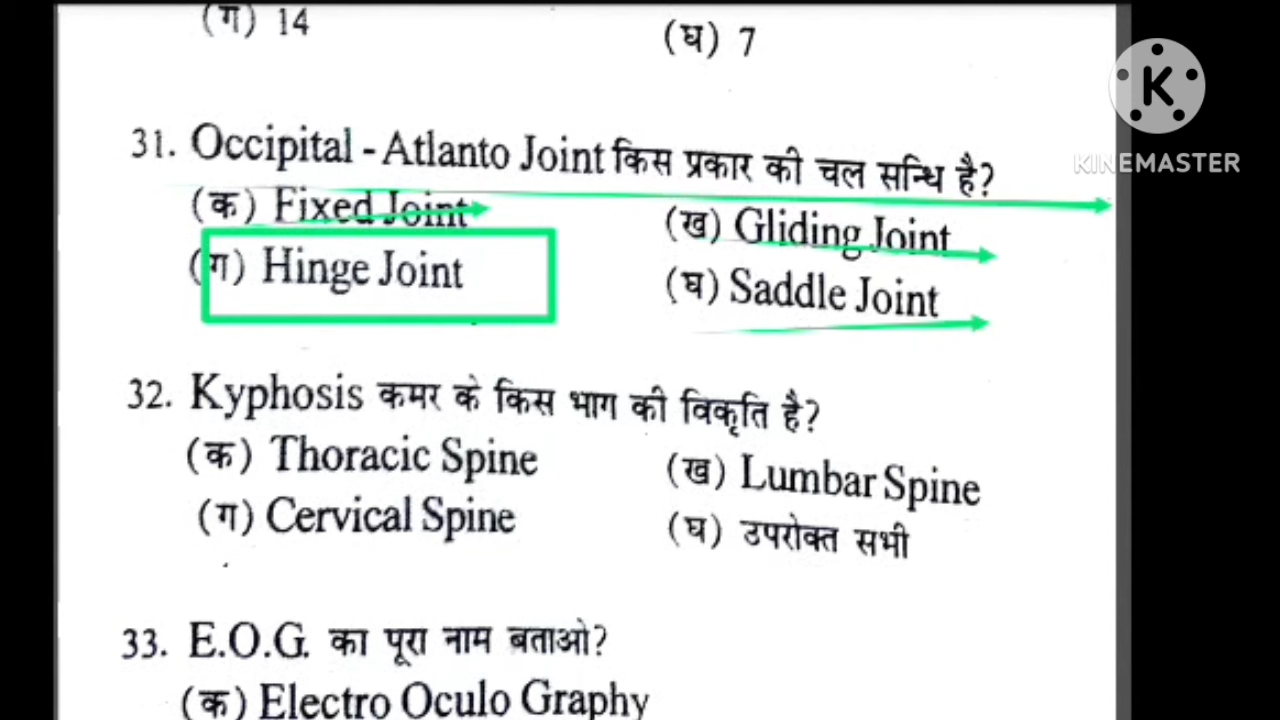 (ग) 14
(घ) 7
K
KINEMASTER
31. Occipital - Atlanto Joint किस प्रकार की चल सन्धि है?
(क) Fixed Joint
(ख) Gliding Joint
(ग) Hinge Joint
(घ) Saddle Joint
32. Kyphosis कमर के किस भाग की विकृति है?
(क) Thoracic Spine
(ख) Lumbar Spine
(ग) Cervical Spine
(घ) उपरोक्त सभी
33. E.O.G. का पूरा नाम बताओ?
(क) Electro Oculo Graphy